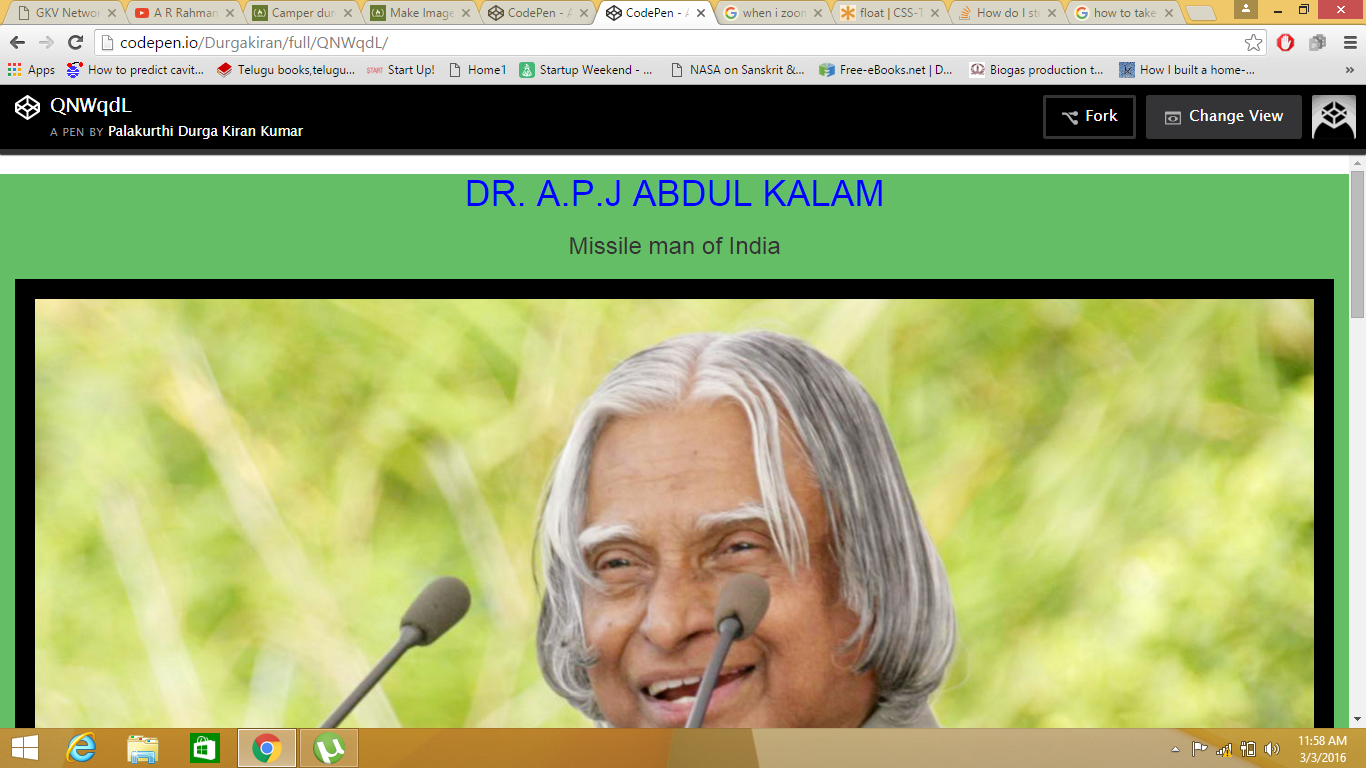 GKV Netwo
A R Rahman
Camper dur
Make Image
CodePen - A
CodePen - A
when i zoon
float | CSS-T
How do I st
how to take
codepen.io/Durgakiran/full/QNWqdL/
Apps
How to predict cavit...
Telugu books,telugu...
START
Start Up!
Home1
Startup Weekend - ...
NASA on Sanskrit &...
Free-eBooks.net | D...
Biogas production t...
How I built a home-...
»
QNWqdL
A PEN BY Palakurthi Durga Kiran Kumar
Fork
Change View
DR. A.P.J ABDUL KALAM
Missile man of India
11:58 AM
3/3/2016